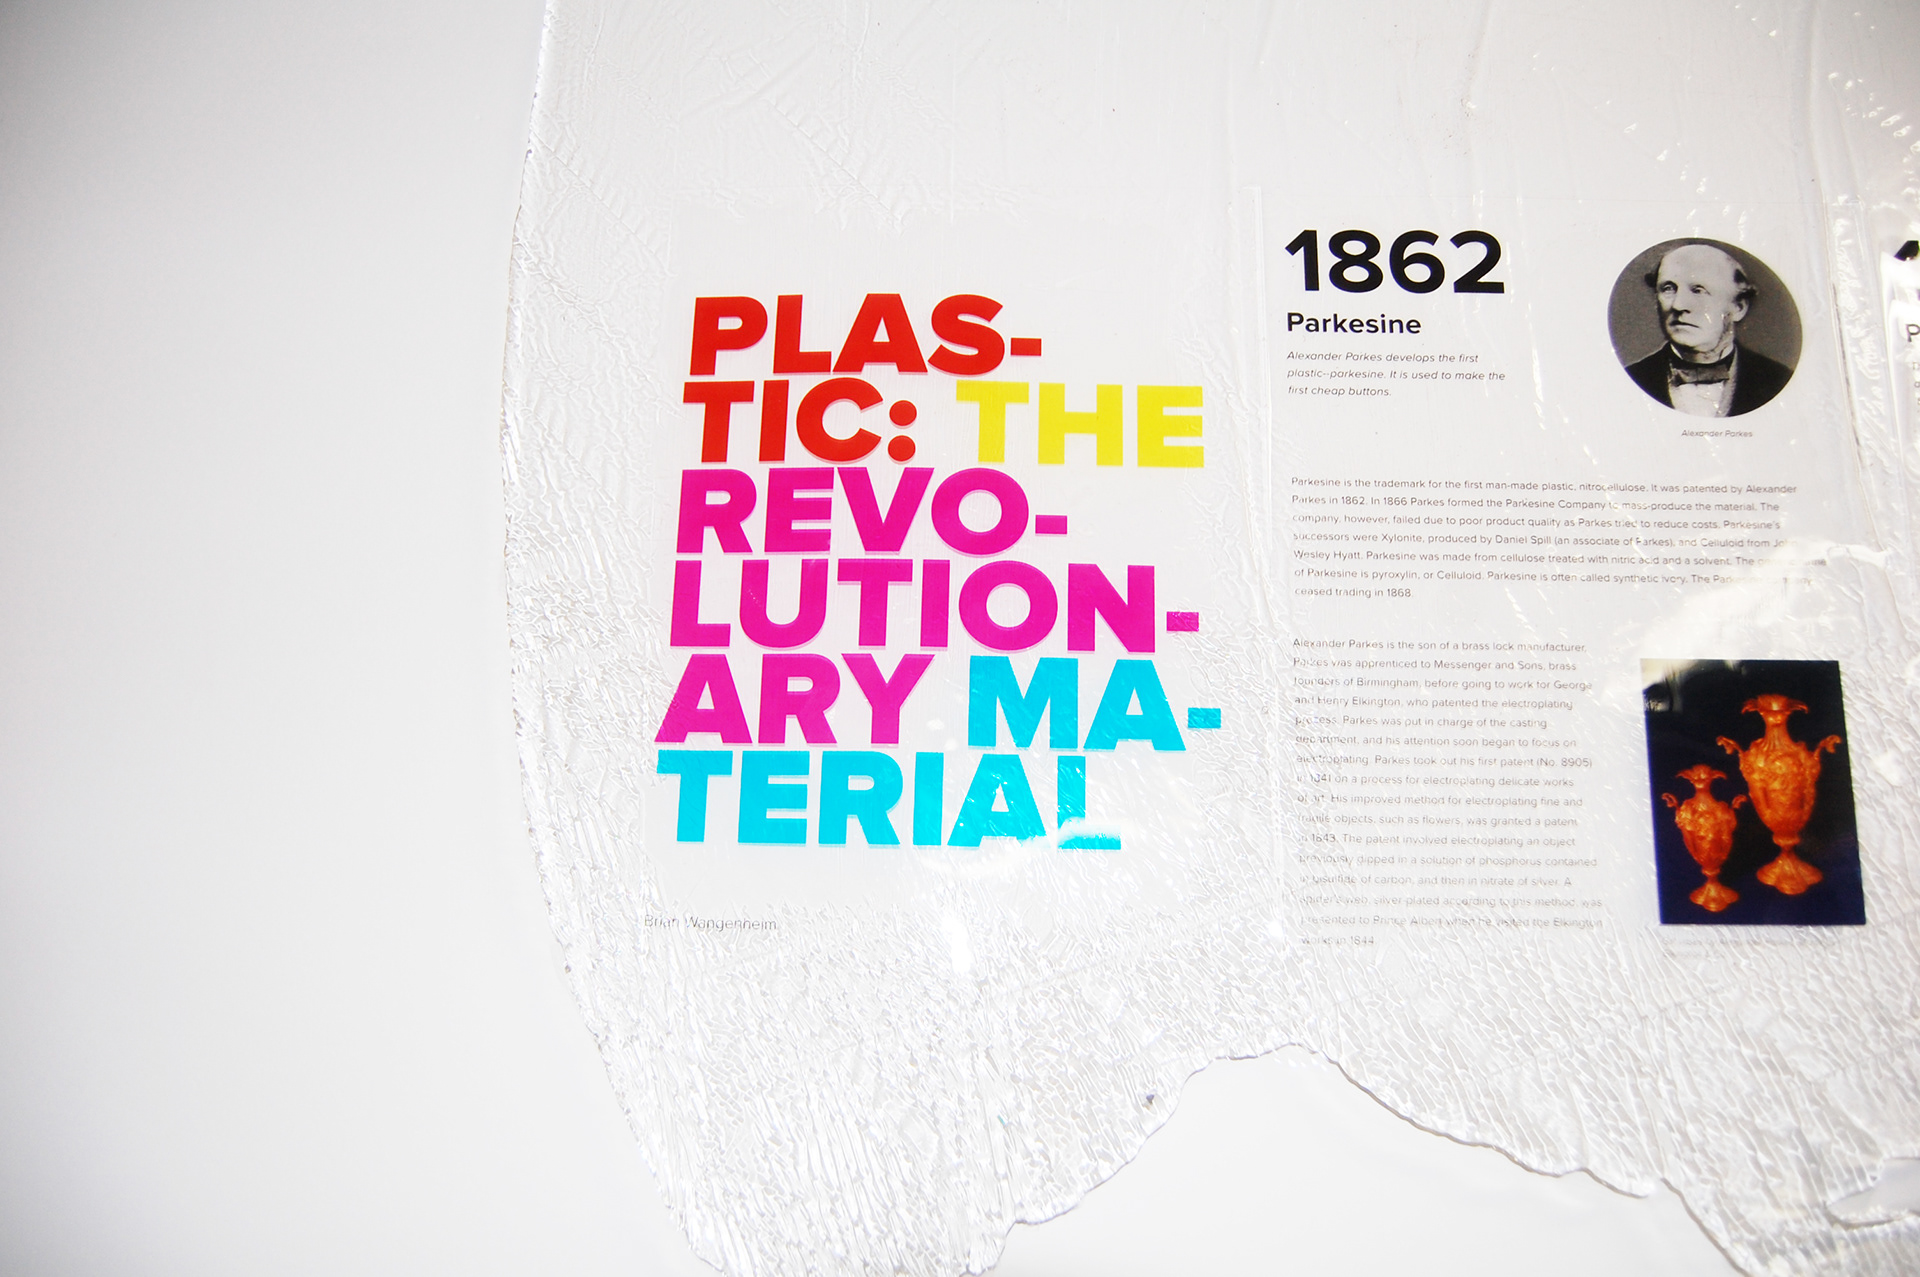 PLAS-
TIC: THE
REVO-
LUTION-
ARY MA-
TERIAL
Brian Wangenheim
1862
Parkesine
Alexander Parkes develops the first
plastic--parkesine. It is used to make the
first cheap buttons.
Alexander Parkes
Parkesine is the trademark for the first man-made plastic, nitrocellulose. It was patented by Alexander
Parkes in 1862. In 1866 Parkes formed the Parkesine Company to mass-produce the material. The
company, however, failed due to poor product quality as Parkes tried to reduce costs. Parkesine's
successors were Xylonite, produced by Daniel Spill (an associate of Parkes), and Celluloid from
Wesley Hyatt. Parkesine was made from cellulose treated with nitric acid and a solvent. The
of Parkesine is pyroxylin, or Celluloid. Parkesine is often called synthetic ivory. The Parkesine company
ceased trading in 1868.
Alexander Parkes is the son of a brass lock manufacturer.
Parkes was apprenticed to Messenger and Sons, brass
founders of Birmingham, before going to work for George
and Henry Elkington, who patented the electroplating
process. Parkes was put in charge of the casting
department, and his attention soon began to focus on
electroplating. Parkes took out his first patent (No. 8905)
in 1841 on a process for electroplating delicate works
of art. His improved method for electroplating fine and
fragile objects, such as flowers, was granted a patent
in 1843. The patent involved electroplating an object
previously dipped in a solution of phosphorus contained
in bisulfide of carbon, and then in nitrate of silver. A
spider's web, silver plated according to this method, was
presented to Prince Albert when he visited the Elkington
works in 1844.